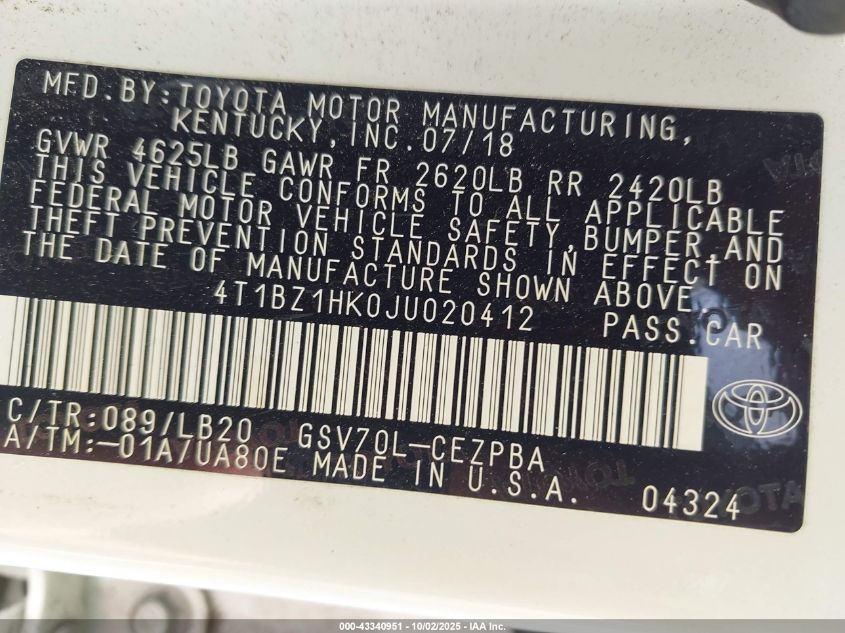 MFD.BY:TOYOTA MOTOR MANUFACTURING,
KENTUCKY,INC.07/18
GVWR 4625LB GAWR FR 2620LB RR 2420LB
THIS VEHICLE CONFORMS TO ALL APPLICABLE
FEDERAL MOTOR VEHICLE SAFETY,BUMPER,AND
THEFT PREVENTION STANDARDS IN EFFECT ON
THE DATE OF MANUFACTURE SHOWN ABOVE.
4T1BZ1HK0JU020412 PASS.CAR
C/TR:089/LB20 GSV70L-CEZPBA
A/TM:-01A/UA80E MADE IN U.S.A. 04324
000-43340951 - 10/02/2025 - IAA Inc.